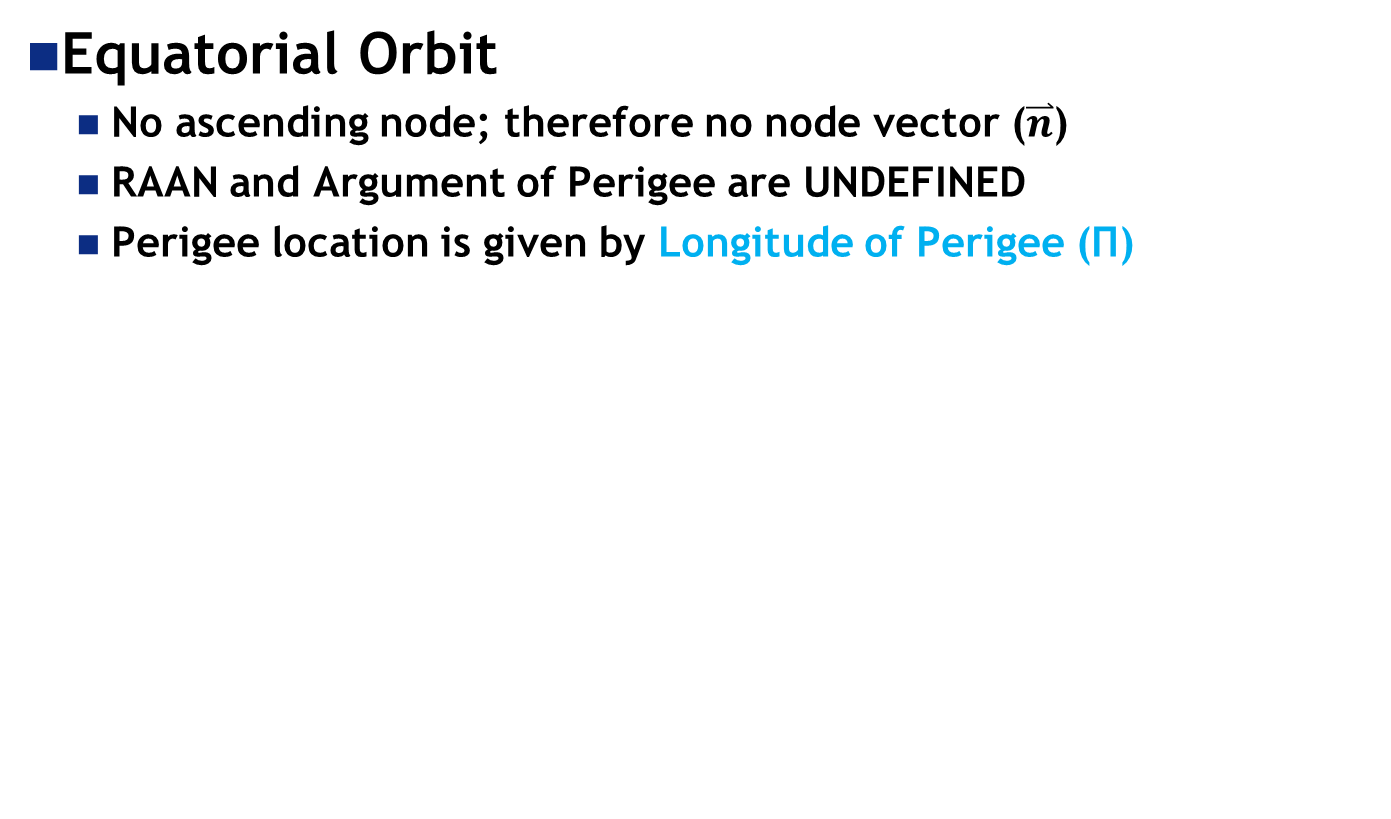 Equatorial Orbit
No ascending node; therefore no node vector (n⃗)
RAAN and Argument of Perigee are UNDEFINED
Perigee location is given by Longitude of Perigee (Π)